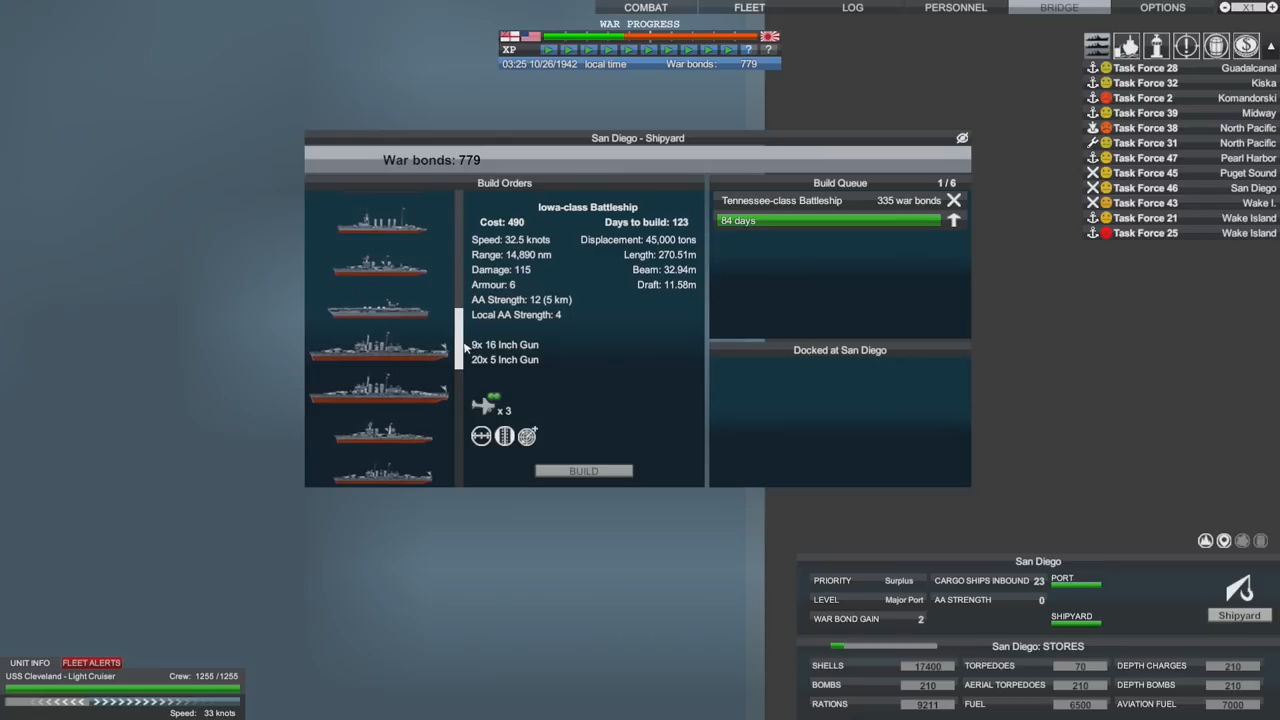 COMBAT FLEET LOG PERSONNEL BRIDGE OPTIONS X1
WAR PROGRESS
XP ? ?
03:25 10/26/1942 local time War bonds: 779
Task Force 28 Guadalcanal
Task Force 32 Kiska
Task Force 2 Komandorski
Task Force 39 Midway
Task Force 38 North Pacific
Task Force 31 North Pacific
Task Force 47 Pearl Harbor
Task Force 45 Puget Sound
Task Force 46 San Diego
Task Force 43 Wake I.
Task Force 21 Wake Island
Task Force 25 Wake Island
San Diego - Shipyard
War bonds: 779
Build Orders
Iowa-class Battleship
Cost: 490 Days to build: 123
Speed: 32.5 knots Displacement: 45,000 tons
Range: 14,890 nm Length: 270.51m
Damage: 115 Beam: 32.94m
Armour: 6 Draft: 11.58m
AA Strength: 12 (5 km)
Local AA Strength: 4
9x 16 Inch Gun
20x 5 Inch Gun
x 3
BUILD
Build Queue 1 / 6
Tennessee-class Battleship 335 war bonds
84 days
Docked at San Diego
San Diego
PRIORITY Surplus CARGO SHIPS INBOUND 23 PORT
LEVEL Major Port AA STRENGTH 0
WAR BOND GAIN 2 SHIPYARD
Shipyard
San Diego: STORES
SHELLS 17400 TORPEDOES 70 DEPTH CHARGES 210
BOMBS 210 AERIAL TORPEDOES 210 DEPTH BOMBS 210
RATIONS 9211 FUEL 6500 AVIATION FUEL 7000
UNIT INFO FLEET ALERTS
USS Cleveland - Light Cruiser Crew: 1255 /1255
Speed: 33 knots